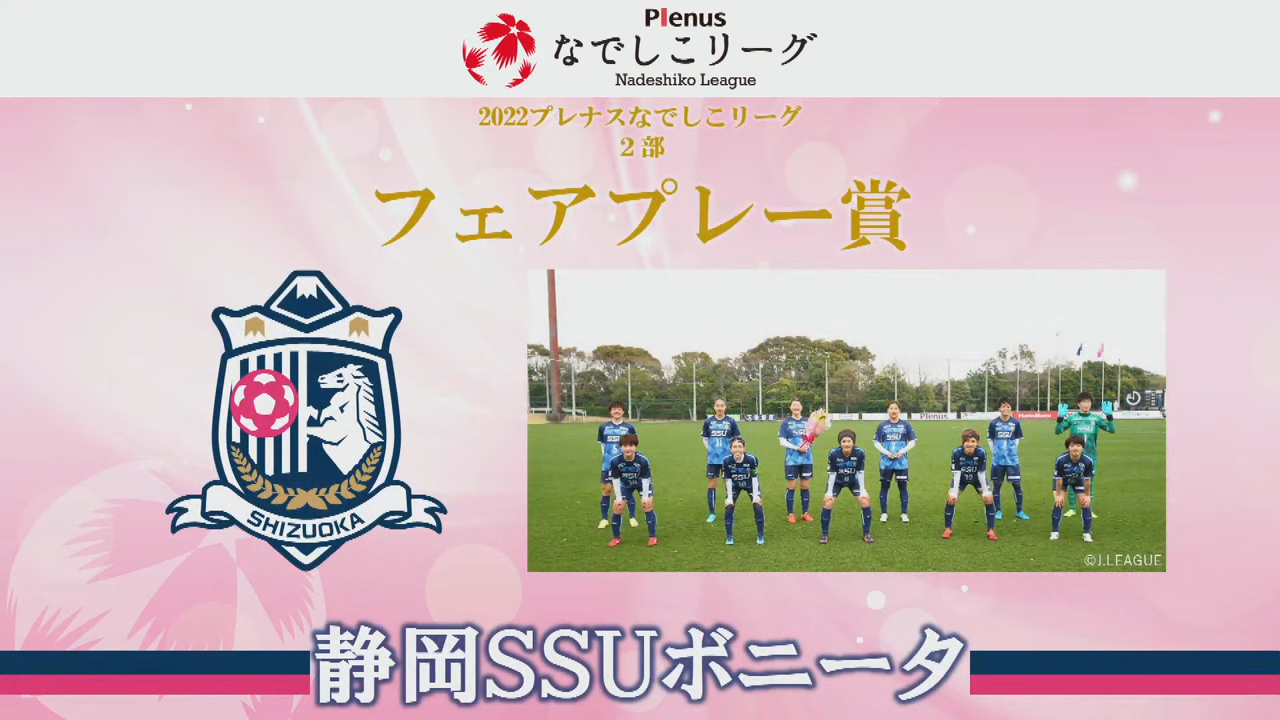 Plenus
なでしこリーグ
Nadeshiko League
2022プレナスなでしこリーグ
2部
フェアプレー賞
SHIZUOKA
Plenus
SSU
©J.LEAGUE
静岡SSUボニータ